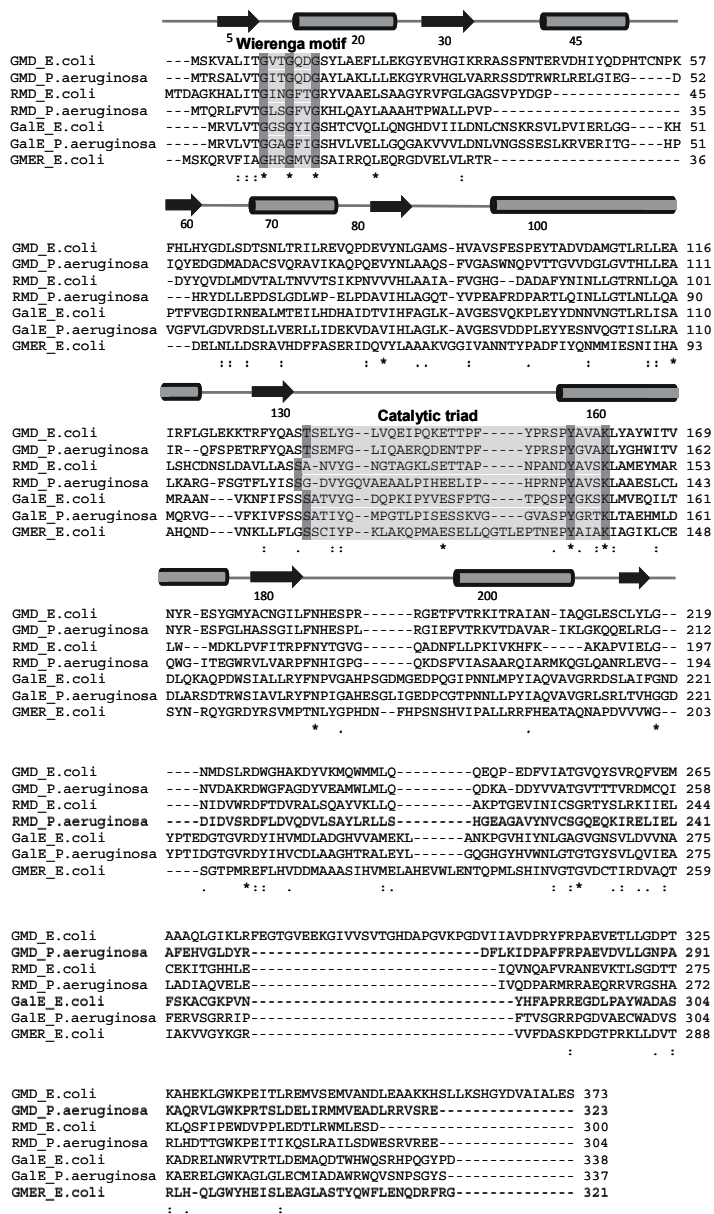 5 Wierenga motif 20 30 45
GMD_E.coli ---MSKVALITGVTGQDGSYLAEFLLEKGYEVHGIKRRASSFNTERVDHIYQDPHTCNPK 57
GMD_P.aeruginosa ---MTRSALVTGITGQDGAYLAKLLLEKGYRVHGLVARRSSDTRWRLRELGIEG-----D 52
RMD_E.coli MTDAGKHALITGINGFTGRYVAAELSAAGYRVFGLGAGSPVGYPDGP------------- 45
RMD_P.aeruginosa ----MTQRLFVTGLSGFVGKHLQAYLAAAHTPWALLPVP--------------------- 35
GalE_E.coli -----MRVLVTGGSGYIGSHTCVQLLQNGHDVIILDNLCNSKRSVLPVIERLGG----KH 51
GalE_P.aeruginosa -----MRVLVTGGAGFIGSHVLVELLGQGAKVVVLDNLVNGSSESLKRVERITG----HP 51
GMER_E.coli --MSKQRVFIAGHRGMVGSAIRRQLEQRGDVELVLRTR---------------------- 36
:::* * * * :
60 70 80 100
GMD_E.coli FHLHYGDLSDTSNLTRILREVQPDEVYNLGAMS-HVAVSFESPEYTADVDAMGTLRLLEA 116
GMD_P.aeruginosa IQYEDGDMADACSVQRAVIKAQPQEVYNLAAQS-FVGASWNQPVTTGVVDGLGVTHLLEA 111
RMD_E.coli -DYYQVDLMDVTALTNVVTSIKPNVVVHLAAIA-FVGHG--DADAFYNINLLGTRNLLQA 101
RMD_P.aeruginosa ---HRYDLLEPDSLGDLWP-ELPDAVIHLAGQT-YVPEAFRDPARTLQINLLGTLNLLQA 90
GalE_E.coli PTFVEGDIRNEALMTEILHDHAIDTVIHFAGLK-AVGESVQKPLEYYDNNVNGTLRLISA 110
GalE_P.aeruginosa VGFVLGDVRDSLLVERLLIDEKVDAVIHLAGLK-AVGESVDDPLEYYESNVQGTISLLRA 110
GMER_E.coli ---DELNLLDSRAVHDFFASERIDQVYLAAAKVGGIVANNTYPADFIYQNMMIESNIIHA 93
:: : : :* .. : . : :: *
130 Catalytic triad 160
GMD_E.coli IRFLGLEKKTRFYQASTSELYG--LVQEIPQKETTPF-----YPRSPYAVAKLYAYWITV 169
GMD_P.aeruginosa IR--QFSPETRFYQASTSEMFG--LIQAERQDENTPF-----YPRSPYGVAKLYGHWITV 162
RMD_E.coli LSHCDNSLDAVLLASSA-NVYG--NGTAGKLSETTAP-----NPANDYAVSKLAMEYMAR 153
RMD_P.aeruginosa LKARG-FSGTFLYISSG-DVYGQVAEAALPIHEELIP-----HPRNPYAVSKLAAESLCL 143
GalE_E.coli MRAAN---VKNFIFSSSATVYG--DQPKIPYVESFPTG----TPQSPYGKSKLMVEQILT 161
GalE_P.aeruginosa MQRVG---VFKIVFSSSATIYQ--MPGTLPISESSKVG----GVASPYGRTKLTAEHMLD 161
GMER_E.coli AHQND---VNKLLFLGSSCIYP--KLAKQPMAESELLQGTLEPTNEPYAIAKIAGIKLCE 148
: . :: * . *. :*: :
180 200
GMD_E.coli NYR-ESYGMYACNGILFNHESPR------RGETFVTRKITRAIAN-IAQGLESCLYLG-- 219
GMD_P.aeruginosa NYR-ESFGLHASSGILFNHESPL------RGIEFVTRKVTDAVAR-IKLGKQQELRLG-- 212
RMD_E.coli LW--MDKLPVFITRPFNYTGVG-------QADNFLLPKIVKHFK----AKAPVIELG--- 197
RMD_P.aeruginosa QWG-ITEGWRVLVARPFNHIGPG------QKDSFVIASAARQIARMKQGLQANRLEVG-- 194
GalE_E.coli DLQKAQPDWSIALLRYFNPVGAHPSGDMGEDPQGIPNNLMPYIAQVAVGRRDSLAIFGND 221
GalE_P.aeruginosa DLARSDTRWSIAVLRYFNPIGAHESGLIGEDPCGTPNNLLPYIAQVAVGRLSRLTVHGGD 221
GMER_E.coli SYN-RQYGRDYRSVMPTNLYGPHDN--FHPSNSHVIPALLRRFHEATAQNAPDVVVWG-- 203
* . . *
GMD_E.coli ----NMDSLRDWGHAKDYVKMQWMMLQ---------QEQP-EDFVIATGVQYSVRQFVEM 265
GMD_P.aeruginosa ----NVDAKRDWGFAGDYVEAMWLMLQ---------QDKA-DDYVVATGVTTTVRDMCQI 258
RMD_E.coli ----NIDVWRDFTDVRALSQAYVKLLQ---------AKPTGEVINICSGRTYSLRKIIEL 244
RMD_P.aeruginosa ----DIDVSRDFLDVQDVLSAYLRLLS---------HGEAGAVYNVCSGQEQKIRELIEL 241
GalE_E.coli YPTEDGTGVRDYIHVMDLADGHVVAMEKL------ANKPGVHIYNLGAGVGNSVLDVVNA 275
GalE_P.aeruginosa YPTIDGTGVRDYIHVCDLAAGHTRALEYL------GQGHGYHVWNLGTGTGYSVLQVIEA 275
GMER_E.coli ----SGTPMREFLHVDDMAAASIHVMELAHEVWLENTQPMLSHINVGTGVDCTIRDVAQT 259
. *:: . :. : :* . :.. :
GMD_E.coli AAAQLGIKLRFEGTGVEEKGIVVSVTGHDAPGVKPGDVIIAVDPRYFRPAEVETLLGDPT 325
GMD_P.aeruginosa AFEHVGLDYR---------------------------DFLKIDPAFFRPAEVDVLLGNPA 291
RMD_E.coli CEKITGHHLE-----------------------------IQVNQAFVRANEVKTLSGDTT 275
RMD_P.aeruginosa LADIAQVELE-----------------------------IVQDPARMRRAEQRRVRGSHA 272
GalE_E.coli FSKACGKPVN------------------------------YHFAPRREGDLPAYWADAS 304
GalE_P.aeruginosa FERVSGRRIP------------------------------FTVSGRRPGDVAECWADVS 304
GMER_E.coli IAKVVGYKGR------------------------------VVFDASKPDGTPRKLLDVT 288
: . :
GMD_E.coli KAHEKLGWKPEITLREMVSEMVANDLEAAKKHSLLKSHGYDVAIALES 373
GMD_P.aeruginosa KAQRVLGWKPRTSLDELIRMMVEADLRRVSRE---------------- 323
RMD_E.coli KLQSFIPEWDVPPLEDTLRWMLESD----------------------- 300
RMD_P.aeruginosa RLHDTTGWKPEITIKQSLRAILSDWESRVREE---------------- 304
GalE_E.coli KADRELNWRVTRTLDEMAQDTWHWQSRHPQGYPD-------------- 338
GalE_P.aeruginosa KAERELGWKAGLGLECMIADAWRWQVSNPSGYS--------------- 337
GMER_E.coli RLH-QLGWYHEISLEAGLASTYQWFLENQDRFRG-------------- 321
: . :